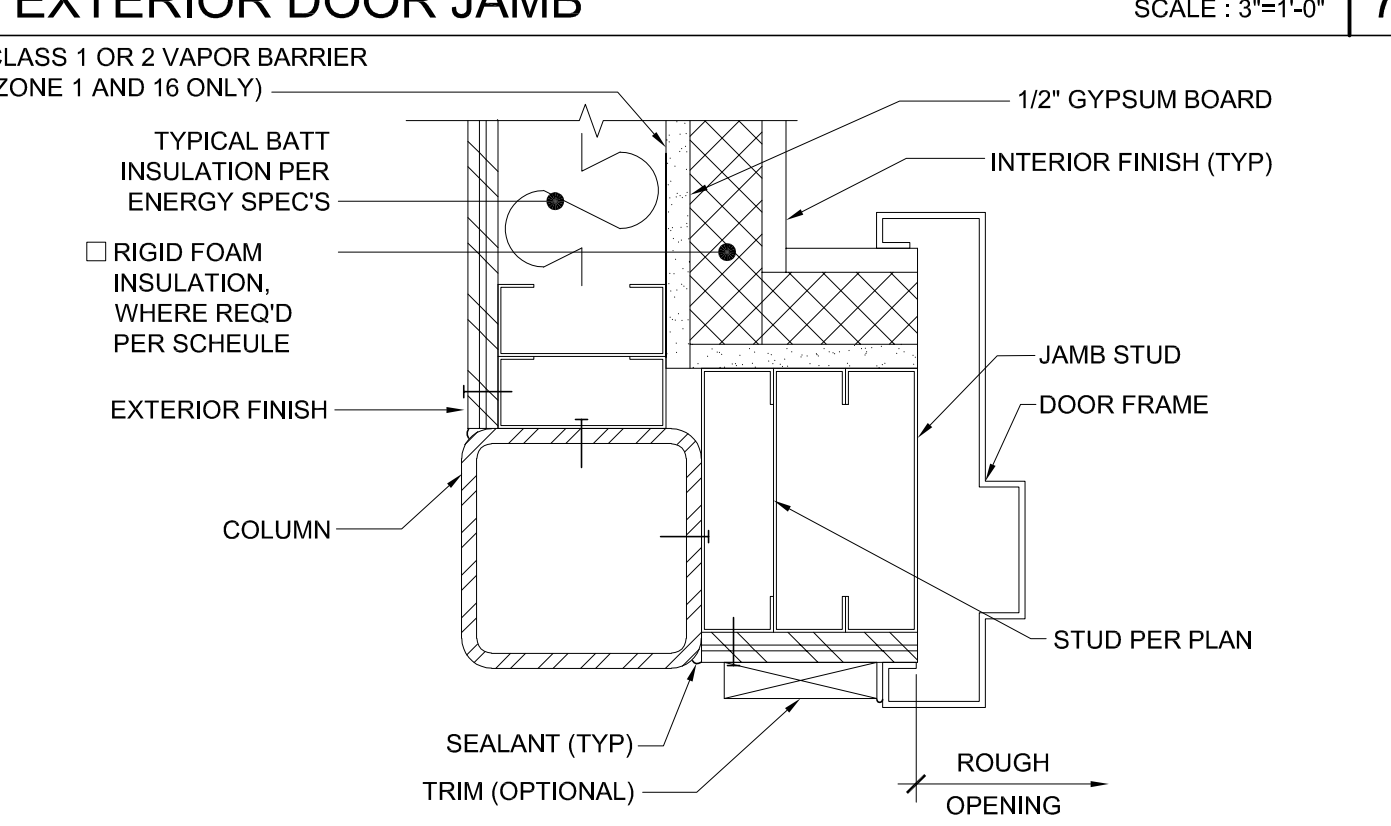 EXTERIOR DOOR JAMB
SCALE : 3"=1'-0"
CLASS 1 OR 2 VAPOR BARRIER
ZONE 1 AND 16 ONLY)
1/2" GYPSUM BOARD
TYPICAL BATT
INSULATION PER
ENERGY SPEC'S
INTERIOR FINISH (TYP)
RIGID FOAM
INSULATION,
WHERE REQ'D
PER SCHEULE
JAMB STUD
EXTERIOR FINISH
DOOR FRAME
COLUMN
STUD PER PLAN
SEALANT (TYP)
TRIM (OPTIONAL)
ROUGH
OPENING